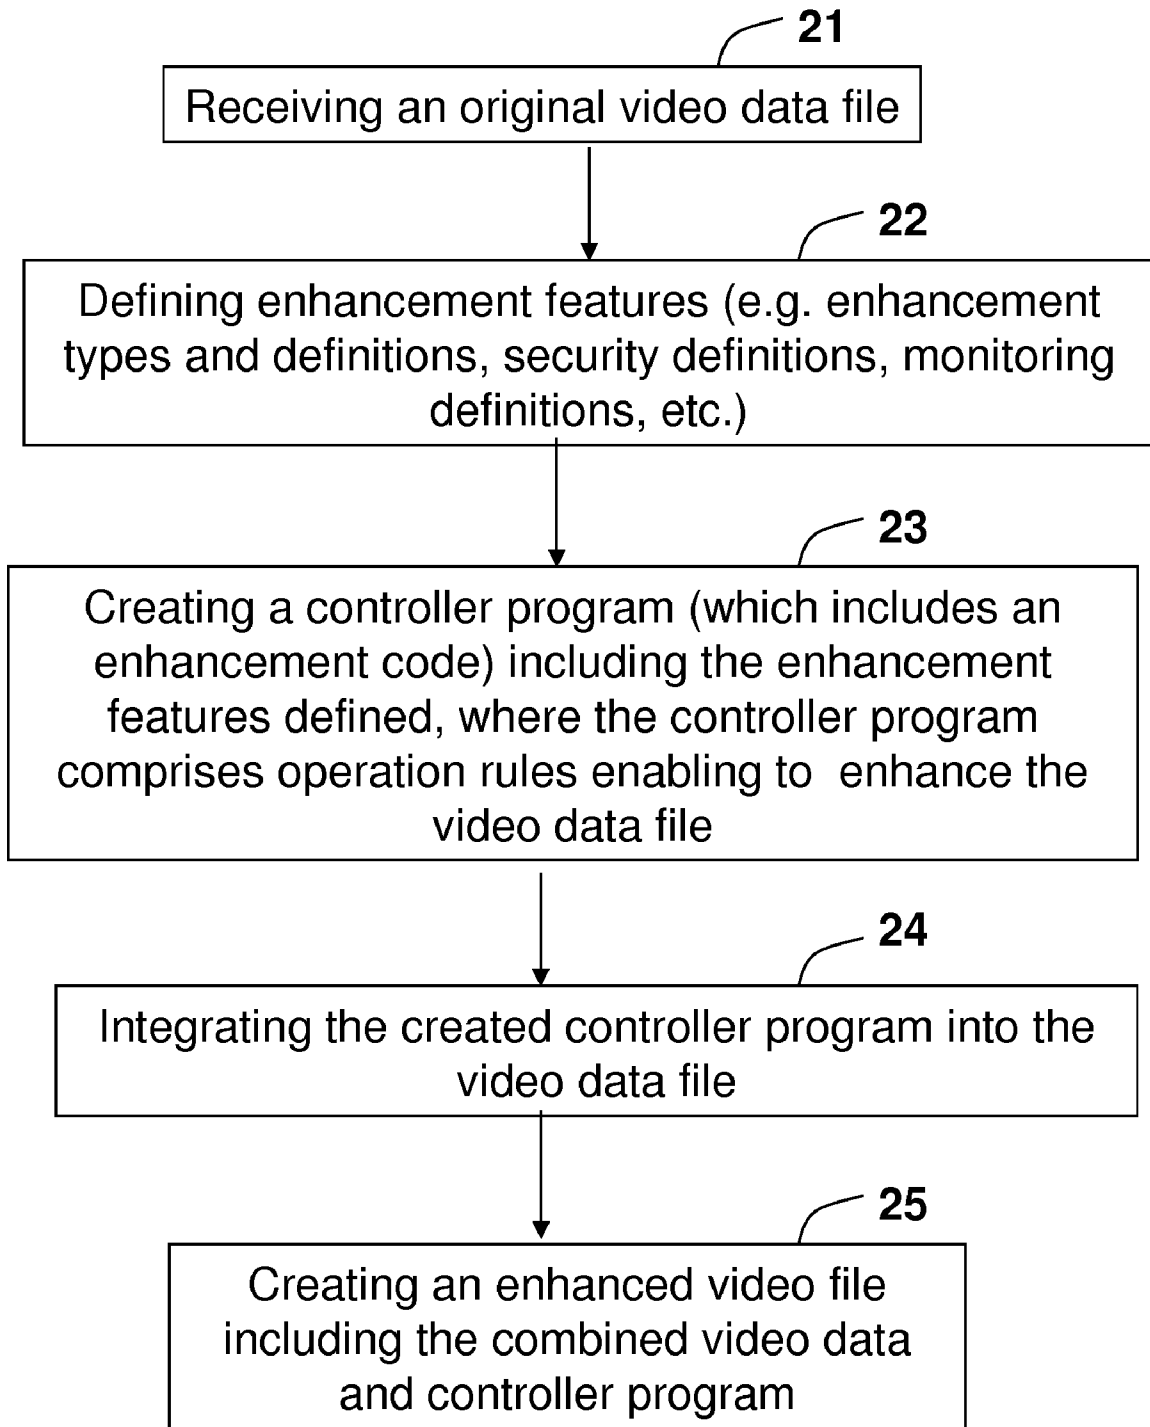 21
Receiving an original video data file
22
Defining enhancement features (e.g. enhancement
types and definitions, security definitions, monitoring
definitions, etc.)
23
Creating a controller program (which includes an
enhancement code) including the enhancement
features defined, where the controller program
comprises operation rules enabling to enhance the
video data file
24
Integrating the created controller program into the
video data file
25
Creating an enhanced video file
including the combined video data
and controller program